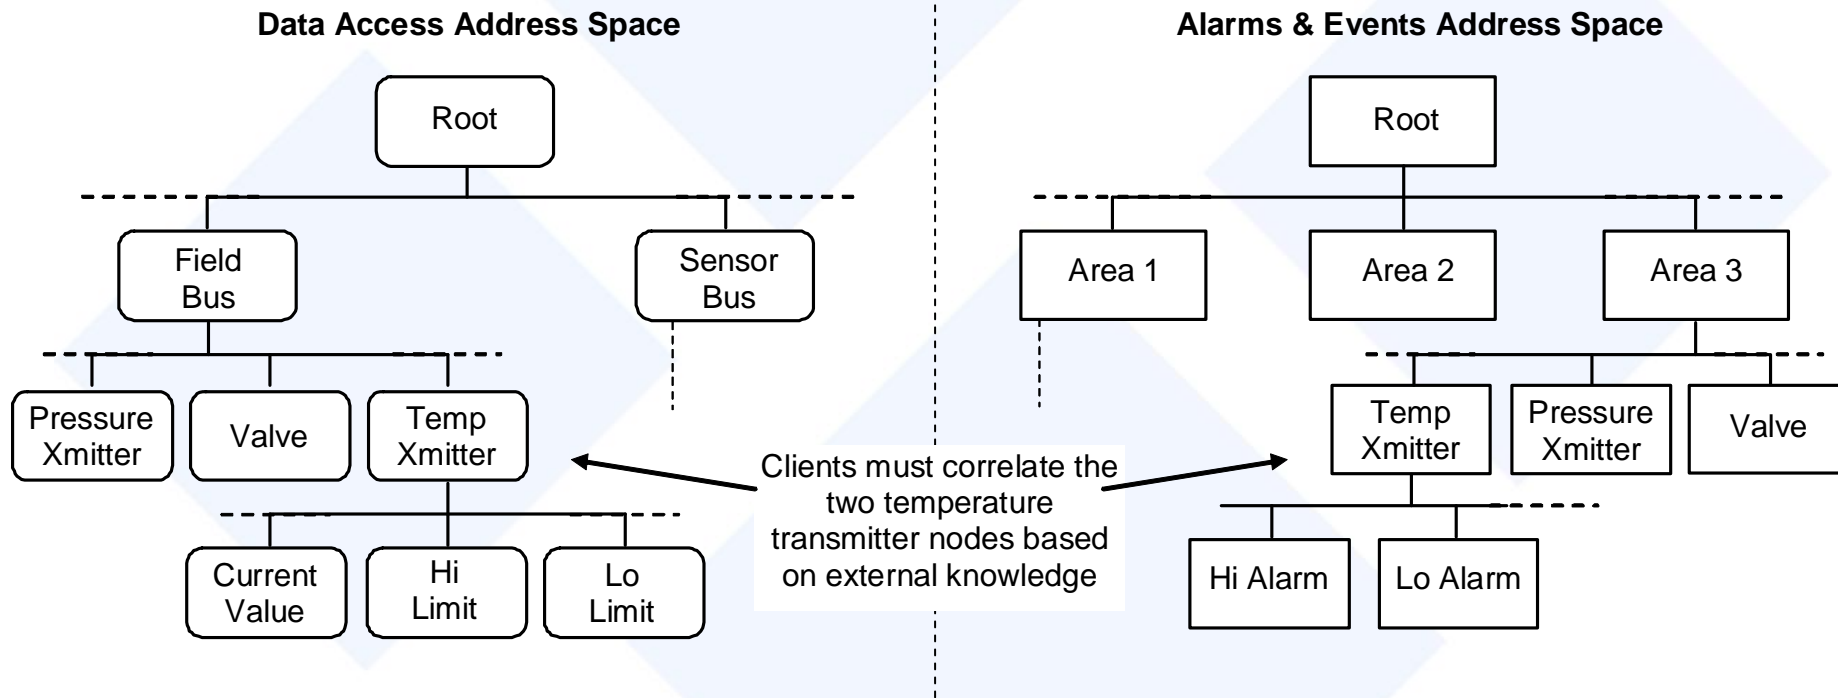 Data Access Address Space
Root
Field
Bus
Sensor
Bus
Pressure
Xmitter
Valve
Temp
Xmitter
Current
Value
Hi
Limit
Lo
Limit
Clients must correlate the
two temperature
transmitter nodes based
on external knowledge
Alarms & Events Address Space
Root
Area 1
Area 2
Area 3
Temp
Xmitter
Pressure
Xmitter
Valve
Hi Alarm
Lo Alarm